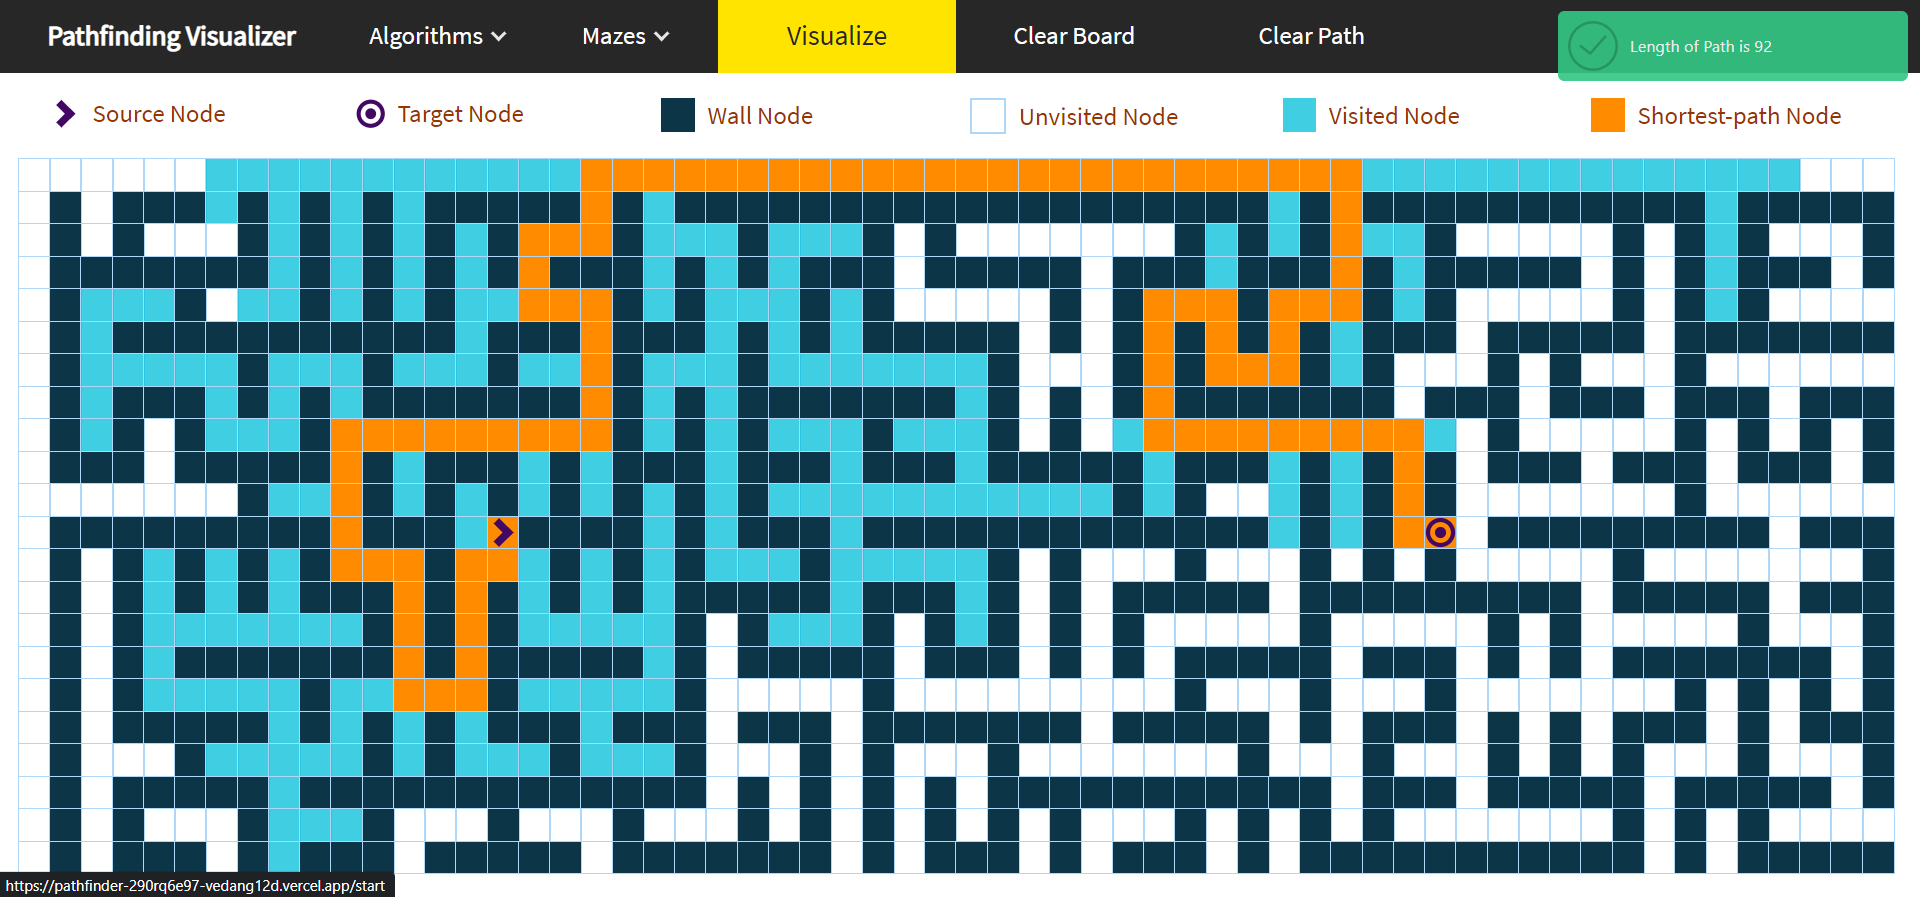 Pathfinding Visualizer
Algorithms
Mazes
Visualize
Clear Board
Clear Path
Length of Path is 92
Source Node
Target Node
Wall Node
Unvisited Node
Visited Node
Shortest-path Node
https://pathfinder-290rq6e97-vedang12d.vercel.app/start